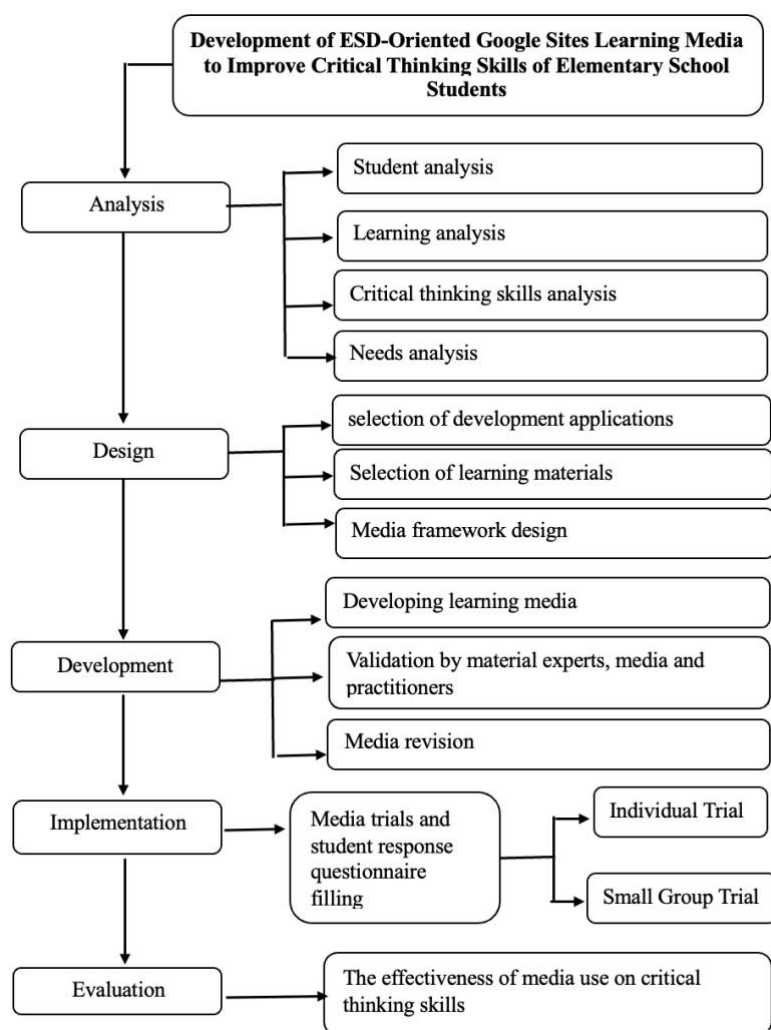 Development of ESD-Oriented Google Sites Learning Media
to Improve Critical Thinking Skills of Elementary School
Students
Analysis
Student analysis
Learning analysis
Critical thinking skills analysis
Needs analysis
Design
selection of development applications
Selection of learning materials
Media framework design
Development
Developing learning media
Validation by material experts, media and
practitioners
Media revision
Implementation
Media trials and
student response
questionnaire
filling
Individual Trial
Small Group Trial
Evaluation
The effectiveness of media use on critical
thinking skills